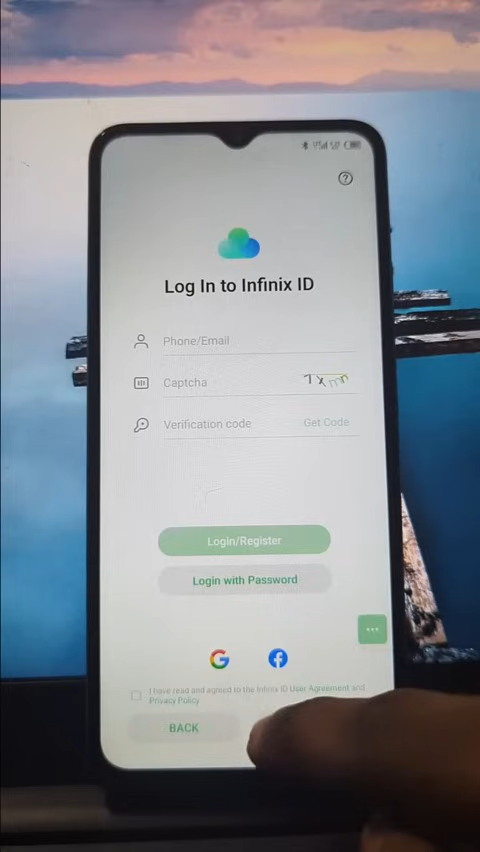 Log In to Infinix ID
Phone/Email
Captcha
Verification code
Get Code
Login/Register
Login with Password
I have read and agreed to the Infinix ID User Agreement and
Privacy Policy
BACK